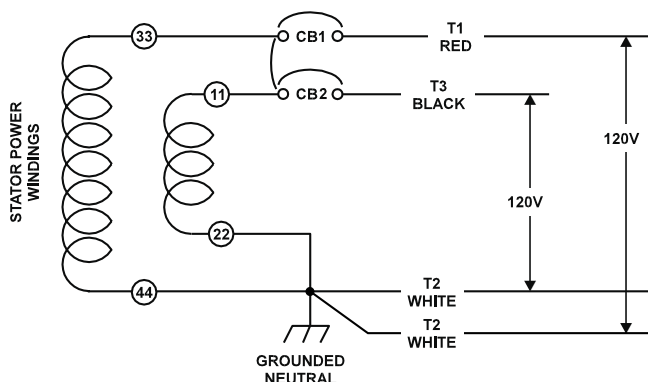 33
CB1
T1
RED
11
CB2
T3
BLACK
STATOR POWER
WINDINGS
120V
120V
22
44
T2
WHITE
T2
WHITE
GROUNDED
NEUTRAL